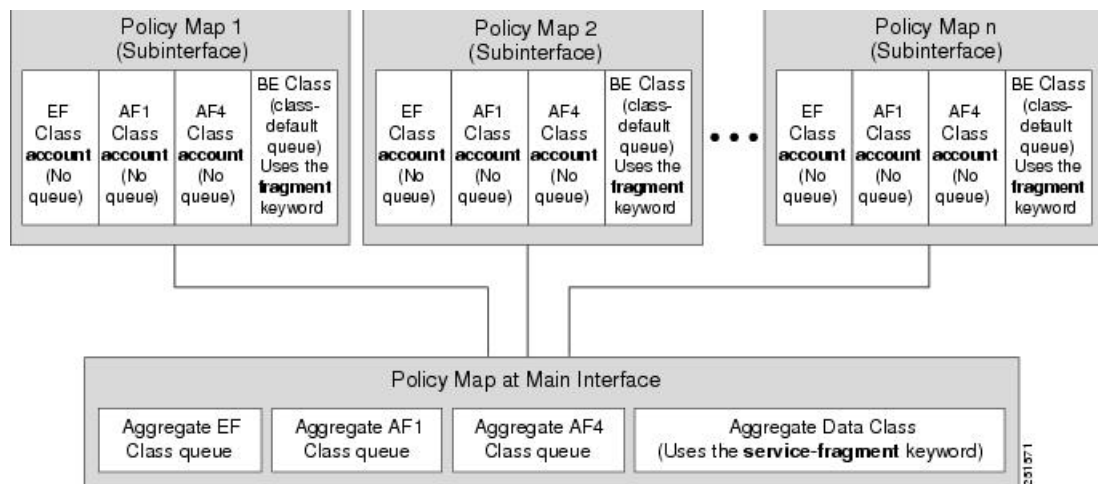 Policy Map 1
(Subinterface)
EF
Class
account
(No
queue)
AF1
Class
account
(No
queue)
AF4
Class
account
(No
queue)
BE Class
(class-
default
queue)
Uses the
fragment
keyword
Policy Map 2
(Subinterface)
EF
Class
account
(No
queue)
AF1
Class
account
(No
queue)
AF4
Class
account
(No
queue)
BE Class
(class-
default
queue)
Uses the
fragment
keyword
Policy Map n
(Subinterface)
EF
Class
account
(No
queue)
AF1
Class
account
(No
queue)
AF4
Class
account
(No
queue)
BE Class
(class-
default
queue)
Uses the
fragment
keyword
Policy Map at Main Interface
Aggregate EF
Class queue
Aggregate AF1
Class queue
Aggregate AF4
Class queue
Aggregate Data Class
(Uses the service-fragment keyword)
251571